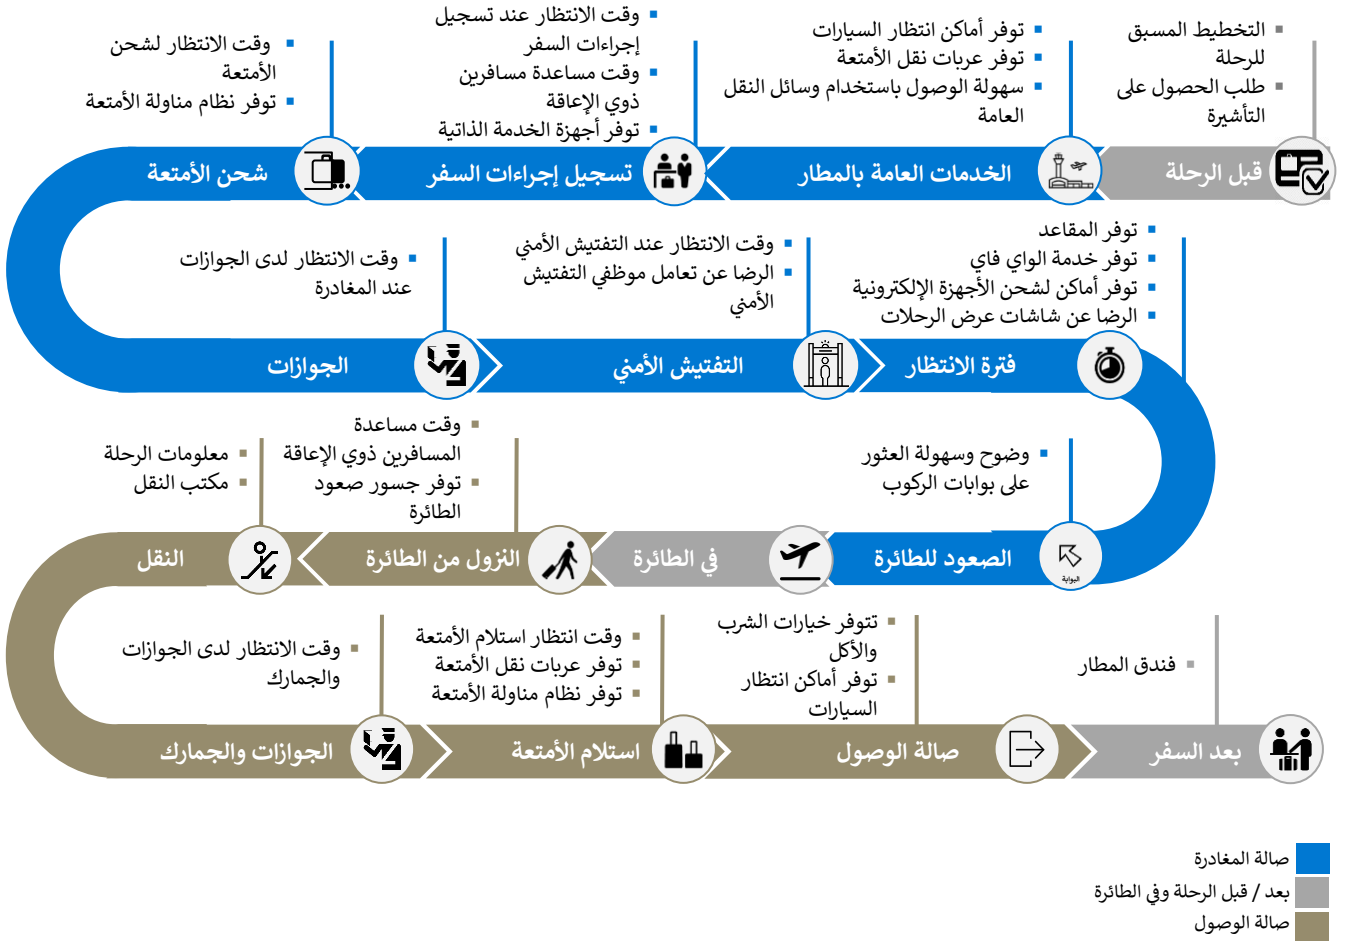 التخطيط المسبق
للرحلة
طلب الحصول على
التأشيرة
توفر أماكن انتظار السيارات
توفر عربات نقل الأمتعة
سهولة الوصول باستخدام وسائل النقل
العامة
وقت الانتظار عند تسجيل
إجراءات السفر
وقت مساعدة مسافرين
ذوي الإعاقة
توفر أجهزة الخدمة الذاتية
وقت الانتظار لشحن
الأمتعة
توفر نظام مناولة الأمتعة
قبل الرحلة
الخدمات العامة بالمطار
تسجيل إجراءات السفر
شحن الأمتعة
وقت الانتظار لدى الجوازات
عند المغادرة
وقت الانتظار عند التفتيش الأمني
الرضا عن تعامل موظفي التفتيش
الأمني
توفر المقاعد
توفر خدمة الواي فاي
توفر أماكن لشحن الأجهزة الإلكترونية
الرضا عن شاشات عرض الرحلات
الجوازات
التفتيش الأمني
فترة الانتظار
وضوح وسهولة العثور
على بوابات الركوب
وقت مساعدة
المسافرين ذوي الإعاقة
توفر جسور صعود
الطائرة
معلومات الرحلة
مكتب النقل
الصعود للطائرة
البوابة
في الطائرة
النزول من الطائرة
النقل
وقت الانتظار لدى الجوازات
والجمارك
وقت انتظار استلام الأمتعة
توفر عربات نقل الأمتعة
توفر نظام مناولة الأمتعة
تتوفر خيارات الشرب
والأكل
توفر أماكن انتظار
السيارات
فندق المطار
الجوازات والجمارك
استلام الأمتعة
صالة الوصول
بعد السفر
صالة المغادرة
بعد / قبل الرحلة وفي الطائرة
صالة الوصول